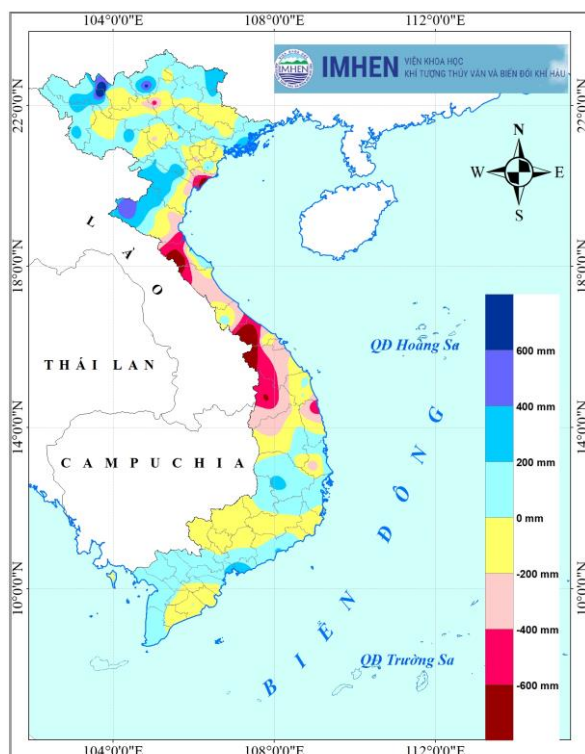 104°0'0"E 108°0'0"E 112°0'0"E
IMHEN
IMHEN
VIỆN KHOA HỌC
KHÍ TƯỢNG THỦY VĂN VÀ BIẾN ĐỔI KHÍ HẬU
22°0'0"N 22°0'0"N
N
W E
S
18°0'0"N 18°0'0"N
LÀO
QĐ Hoàng Sa
THÁI LAN
14°0'0"N 14°0'0"N
CAMPUCHIA
BIỂN ĐÔNG
10°0'0"N 10°0'0"N
QĐ Trường Sa
600 mm
400 mm
200 mm
0 mm
-200 mm
-400 mm
-600 mm
104°0'0"E 108°0'0"E 112°0'0"E